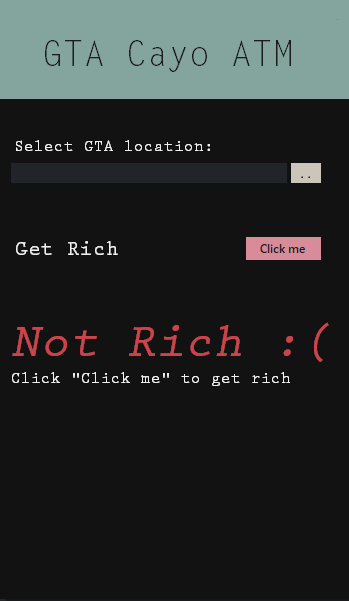 GTA Cayo ATM
Select GTA location:
..
Get Rich
Click me
Not Rich :(
Click "Click me" to get rich